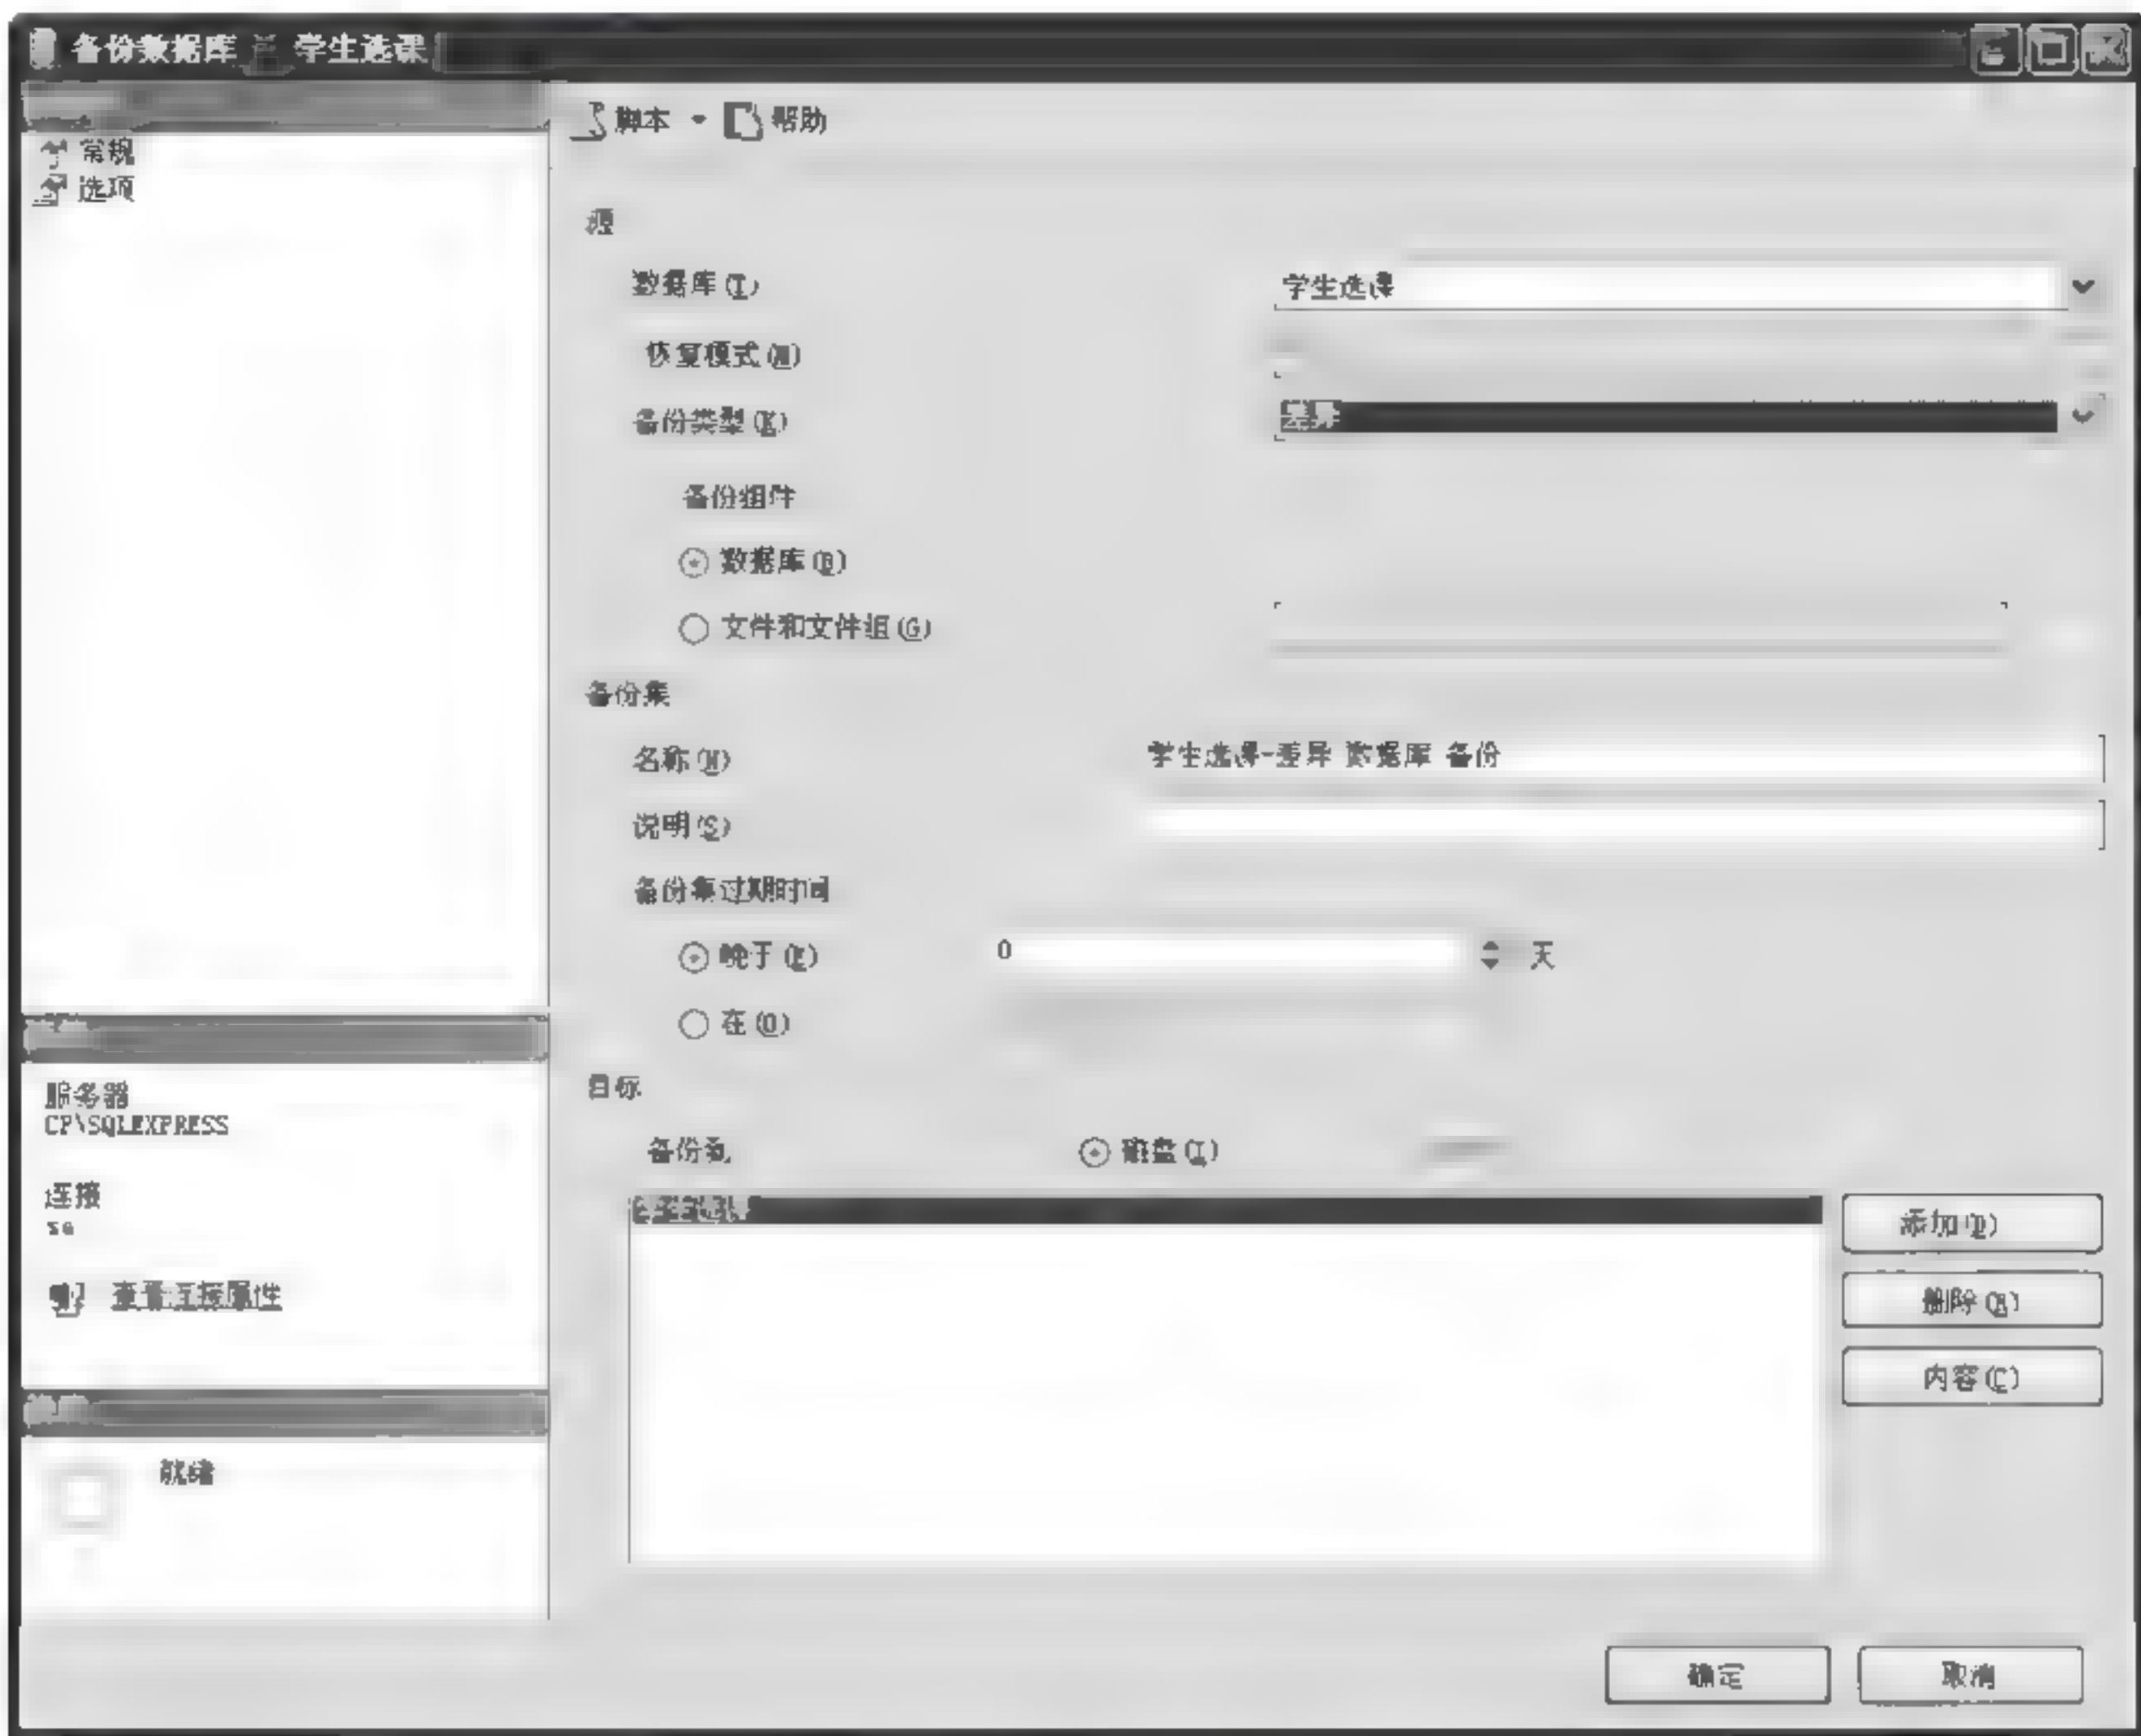 备份数据库 - 学生选课
常规
选项
脚本 帮助
源
数据库(T) 学生选课
恢复模式(M)
备份类型(K) 差异
备份组件
数据库(B)
文件和文件组(G)
备份集
名称(N) 学生选课-差异 数据库 备份
说明(S)
备份集过期时间
晚于(E) 0 天
在(O)
服务器
CP\SQLEXPRESS
连接
sa
查看连接属性
就绪
目标
备份到 磁盘(I)
学生选课
添加(D)
删除(R)
内容(C)
确定 取消